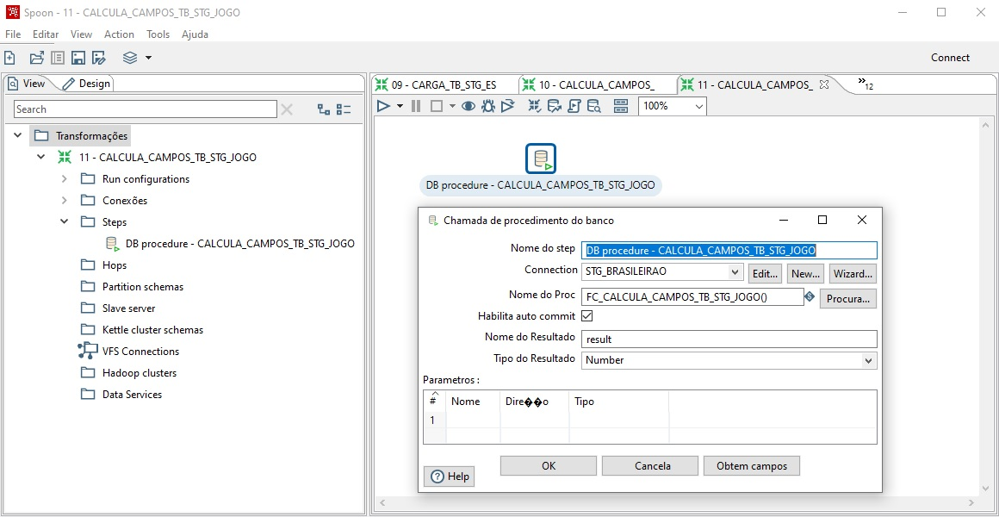 Spoon - 11 - CALCULA_CAMPOS_TB_STG_JOGO
File Editar View Action Tools Ajuda
Connect
View Design
Search
Transformações
11 - CALCULA_CAMPOS_TB_STG_JOGO
Run configurations
Conexões
Steps
DB procedure - CALCULA_CAMPOS_TB_STG_JOGO
Hops
Partition schemas
Slave server
Kettle cluster schemas
VFS Connections
Hadoop clusters
Data Services
09 - CARGA_TB_STG_ES 10 - CALCULA_CAMPOS_ 11 - CALCULA_CAMPOS_ »12
100%
DB procedure - CALCULA_CAMPOS_TB_STG_JOGO
Chamada de procedimento do banco
Nome do step DB procedure - CALCULA_CAMPOS_TB_STG_JOGO
Connection STG_BRASILEIRAO Edit... New... Wizard...
Nome do Proc FC_CALCULA_CAMPOS_TB_STG_JOGO() Procura...
Habilita auto commit
Nome do Resultado result
Tipo do Resultado Number
Parametros :
# Nome Dire��o Tipo
1
OK Cancela Obtem campos
Help